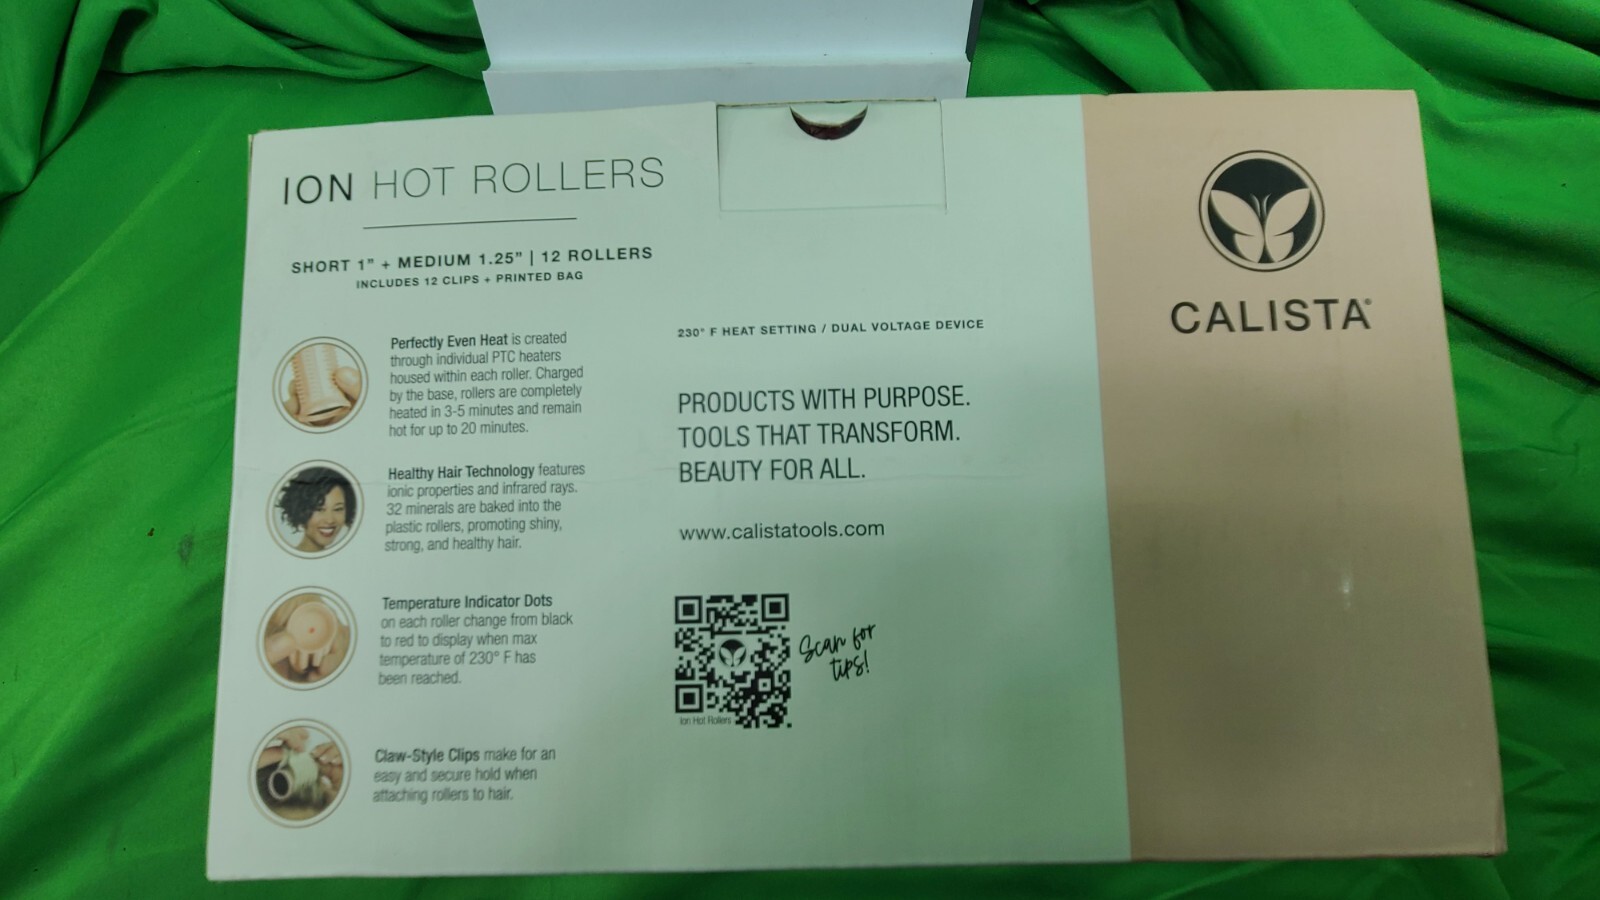 ION HOT ROLLERS
SHORT 1" + MEDIUM 1.25" | 12 ROLLERS
INCLUDES 12 CLIPS + PRINTED BAG
Perfectly Even Heat is created
through individual PTC heaters
housed within each roller. Charged
by the base, rollers are completely
heated in 3-5 minutes and remain
hot for up to 20 minutes.
Healthy Hair Technology features
ionic properties and infrared rays.
32 minerals are baked into the
plastic rollers, promoting shiny,
strong, and healthy hair.
Temperature Indicator Dots
on each roller change from black
to red to display when max
temperature of 230° F has
been reached.
Claw-Style Clips make for an
easy and secure hold when
attaching rollers to hair.
230° F HEAT SETTING / DUAL VOLTAGE DEVICE
PRODUCTS WITH PURPOSE.
TOOLS THAT TRANSFORM.
BEAUTY FOR ALL.
www.calistatools.com
Scan for
tips!
Ion Hot Rollers
CALISTA®